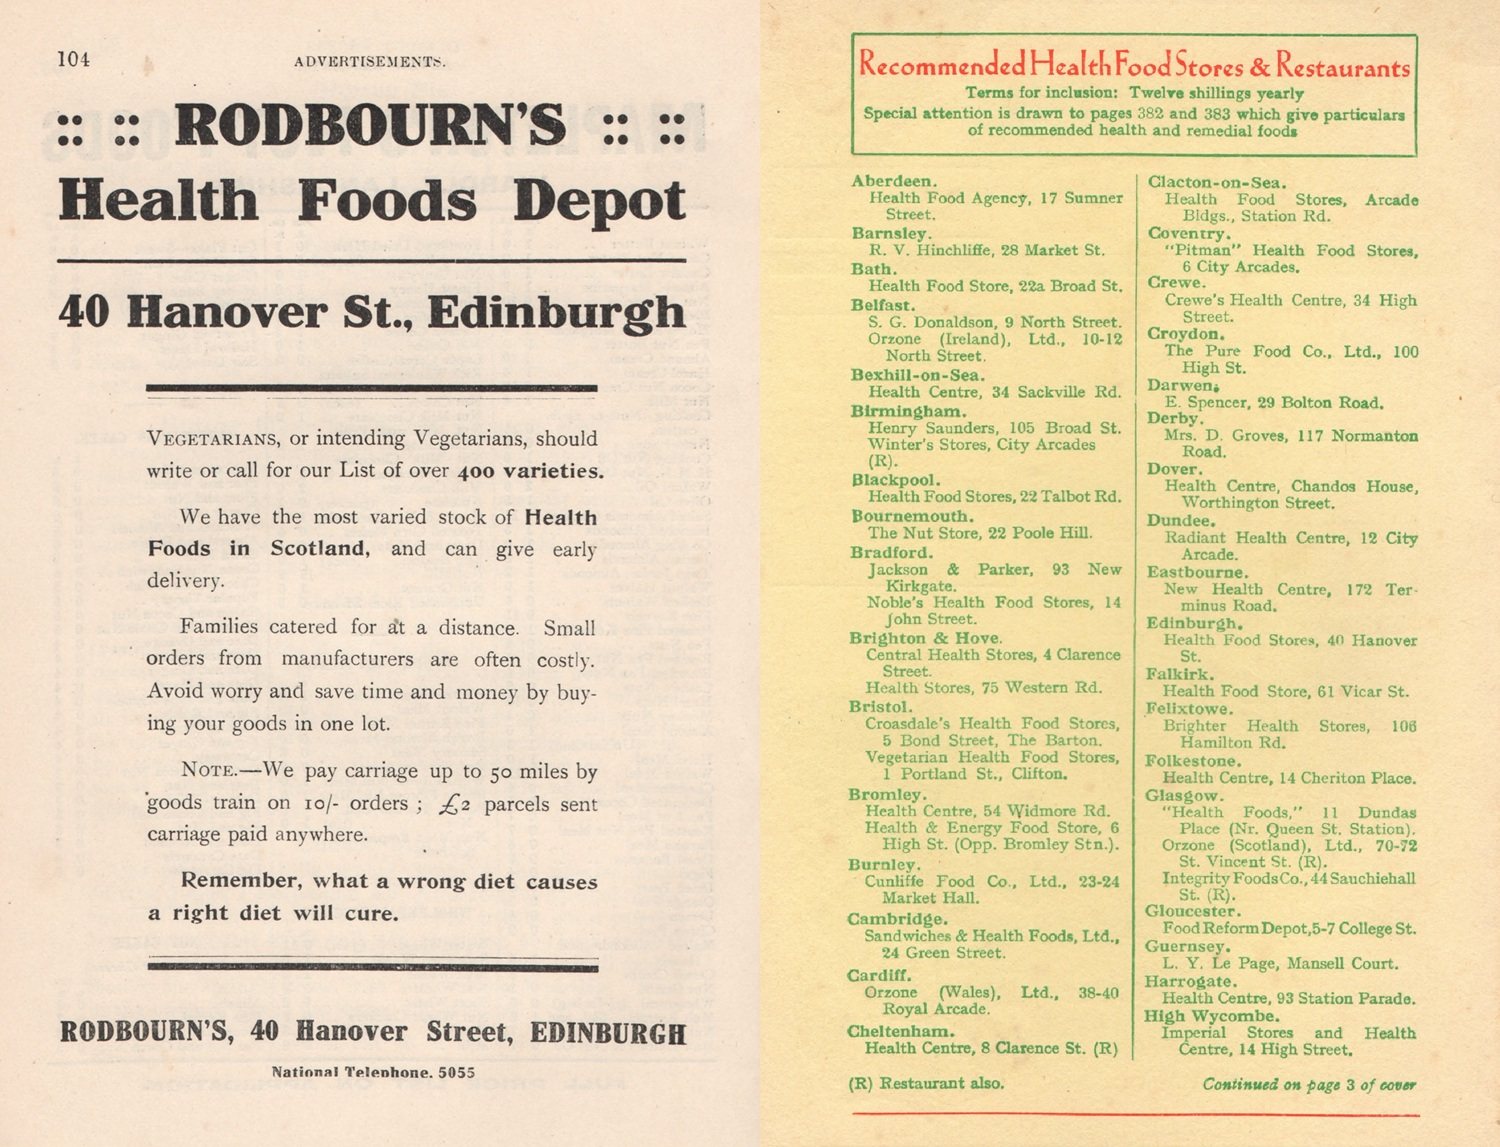 104
ADVERTISEMENTS.
:: :: RODBOURN'S :: ::
Health Foods Depot
40 Hanover St., Edinburgh
VEGETARIANS, or intending Vegetarians, should
write or call for our List of over 400 varieties.
We have the most varied stock of Health
Foods in Scotland, and can give early
delivery.
Families catered for at a distance. Small
orders from manufacturers are often costly.
Avoid worry and save time and money by buy-
ing your goods in one lot.
NOTE.—We pay carriage up to 50 miles by
goods train on 10/- orders ; £2 parcels sent
carriage paid anywhere.
Remember, what a wrong diet causes
a right diet will cure.
RODBOURN'S, 40 Hanover Street, EDINBURGH
National Telephone. 5055
Recommended Health Food Stores & Restaurants
Terms for inclusion: Twelve shillings yearly
Special attention is drawn to pages 382 and 383 which give particulars
of recommended health and remedial foods
Aberdeen.
Health Food Agency, 17 Sumner
Street.
Barnsley.
R. V. Hinchliffe, 28 Market St.
Bath.
Health Food Store, 22a Broad St.
Belfast.
S. G. Donaldson, 9 North Street.
Orzone (Ireland), Ltd., 10-12
North Street.
Bexhill-on-Sea.
Health Centre, 34 Sackville Rd.
Birmingham.
Henry Saunders, 105 Broad St.
Winter's Stores, City Arcades
(R).
Blackpool.
Health Food Stores, 22 Talbot Rd.
Bournemouth.
The Nut Store, 22 Poole Hill.
Bradford.
Jackson & Parker, 93 New
Kirkgate.
Noble's Health Food Stores, 14
John Street.
Brighton & Hove.
Central Health Stores, 4 Clarence
Street.
Health Stores, 75 Western Rd.
Bristol.
Croasdale's Health Food Stores,
5 Bond Street, The Barton.
Vegetarian Health Food Stores,
1 Portland St., Clifton.
Bromley.
Health Centre, 54 Widmore Rd.
Health & Energy Food Store, 6
High St. (Opp. Bromley Stn.).
Burnley.
Cunliffe Food Co., Ltd., 23-24
Market Hall.
Cambridge.
Sandwiches & Health Foods, Ltd.,
24 Green Street.
Cardiff.
Orzone (Wales), Ltd., 38-40
Royal Arcade.
Cheltenham.
Health Centre, 8 Clarence St. (R)
(R) Restaurant also.
Clacton-on-Sea.
Health Food Stores, Arcade
Bldgs., Station Rd.
Coventry.
"Pitman" Health Food Stores,
6 City Arcades.
Crewe.
Crewe's Health Centre, 34 High
Street.
Croydon.
The Pure Food Co., Ltd., 100
High St.
Darwen.
E. Spencer, 29 Bolton Road.
Derby.
Mrs. D. Groves, 117 Normanton
Road.
Dover.
Health Centre, Chandos House,
Worthington Street.
Dundee.
Radiant Health Centre, 12 City
Arcade.
Eastbourne.
New Health Centre, 172 Ter-
minus Road.
Edinburgh.
Health Food Stores, 40 Hanover
St.
Falkirk.
Health Food Store, 61 Vicar St.
Felixtowe.
Brighter Health Stores, 106
Hamilton Rd.
Folkestone.
Health Centre, 14 Cheriton Place.
Glasgow.
"Health Foods," 11 Dundas
Place (Nr. Queen St. Station).
Orzone (Scotland), Ltd., 70-72
St. Vincent St. (R).
Integrity Foods Co., 44 Sauchiehall
St. (R).
Gloucester.
Food Reform Depot, 5-7 College St.
Guernsey.
L. Y. Le Page, Mansell Court.
Harrogate.
Health Centre, 93 Station Parade.
High Wycombe.
Imperial Stores and Health
Centre, 14 High Street.
Continued on page 3 of cover